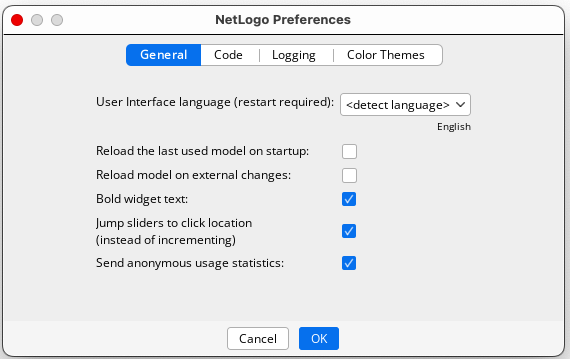 NetLogo Preferences
General Code Logging Color Themes
User Interface language (restart required): <detect language>
English
Reload the last used model on startup:
Reload model on external changes:
Bold widget text:
Jump sliders to click location
(instead of incrementing)
Send anonymous usage statistics:
Cancel OK